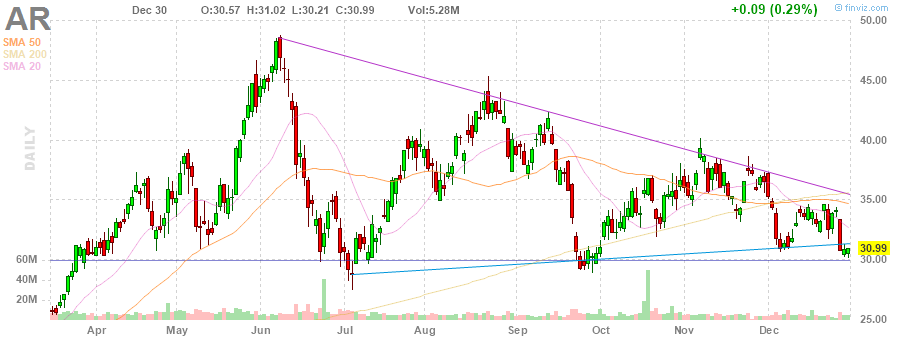 AR Dec 30 O:30.57 H:31.02 L:30.21 C:30.99 Vol:5.28M +0.09 (0.29%) finviz.com
SMA 50
SMA 200
SMA 20
DAILY
50.00
45.00
40.00
35.00
30.99
30.00
25.00
60M
40M
20M
Apr May Jun Jul Aug Sep Oct Nov Dec